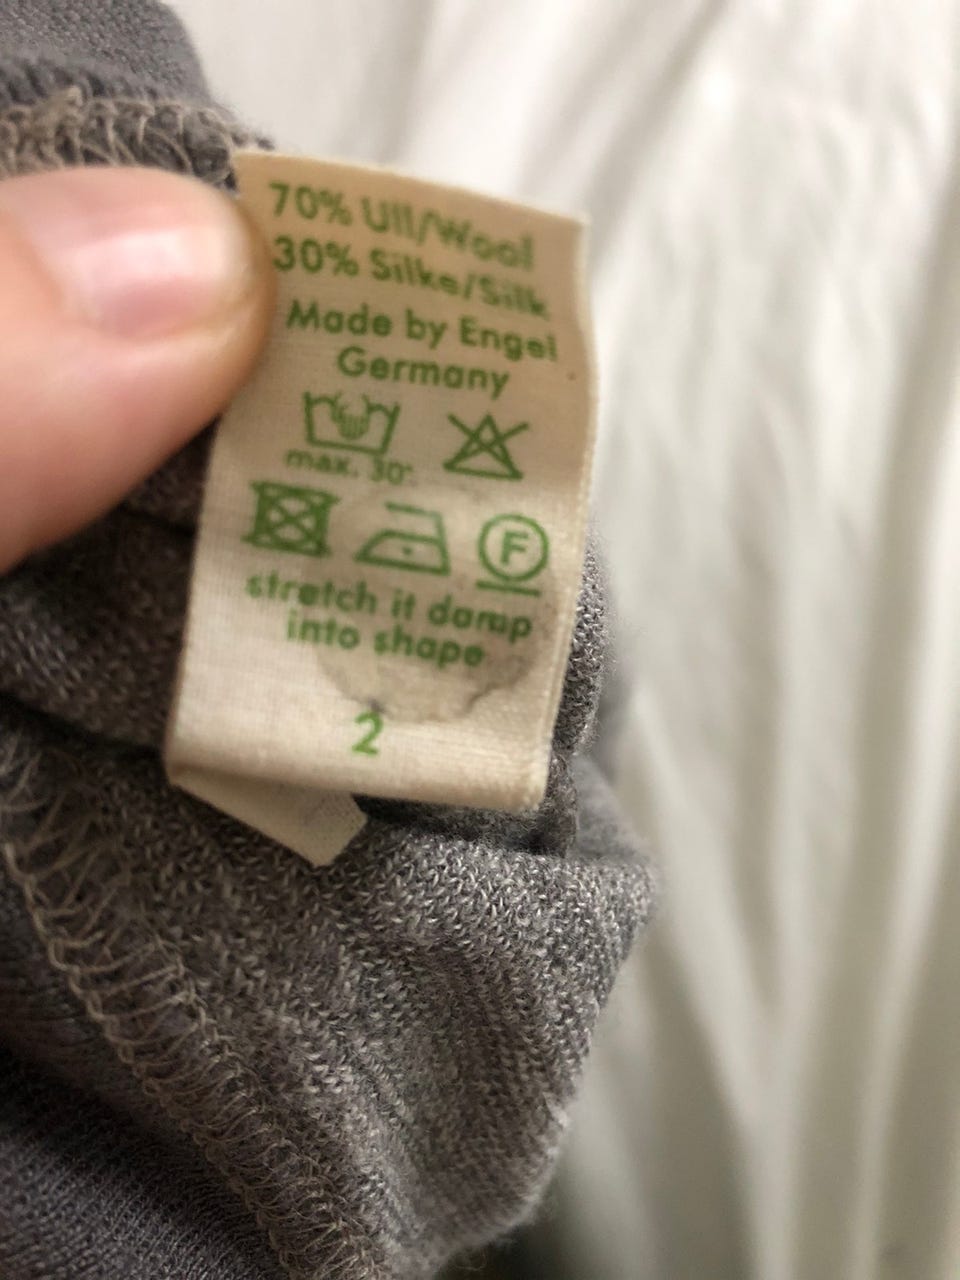 70% Ull/Wool
30% Silke/Silk
Made by Engel
Germany
max. 30°
F
stretch it damp
into shape
2